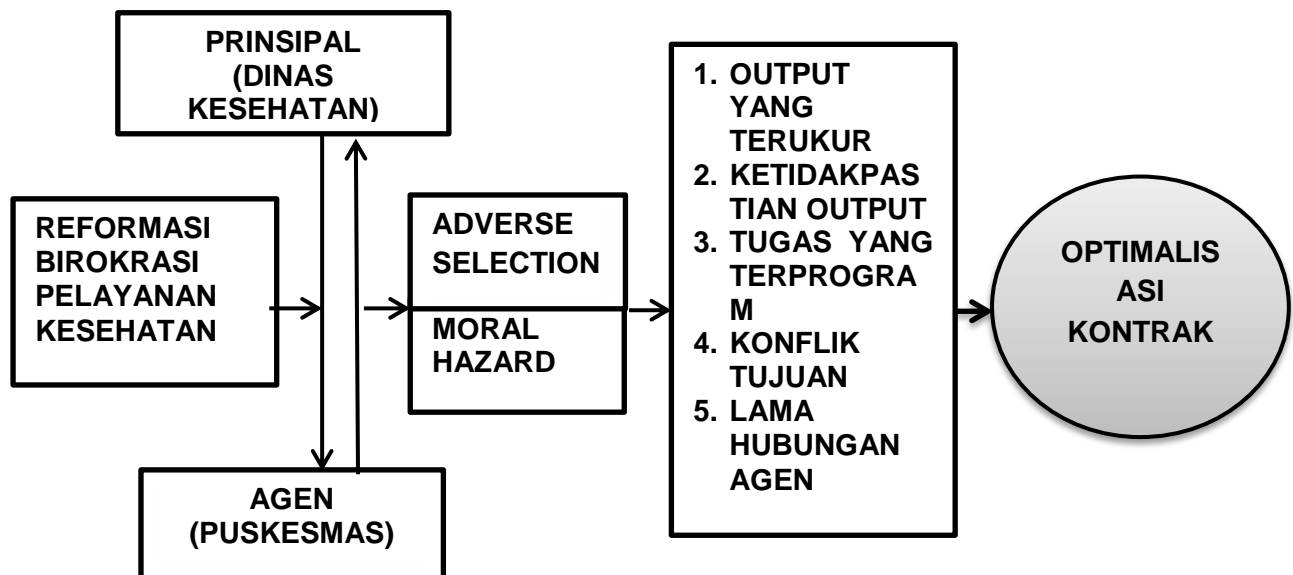 PRINSIPAL
(DINAS
KESEHATAN)
REFORMASI
BIROKRASI
PELAYANAN
KESEHATAN
AGEN
(PUSKESMAS)
ADVERSE
SELECTION
MORAL
HAZARD
1. OUTPUT
YANG
TERUKUR
2. KETIDAKPAS
TIAN OUTPUT
3. TUGAS YANG
TERPROGRA
M
4. KONFLIK
TUJUAN
5. LAMA
HUBUNGAN
AGEN
OPTIMALIS
ASI
KONTRAK